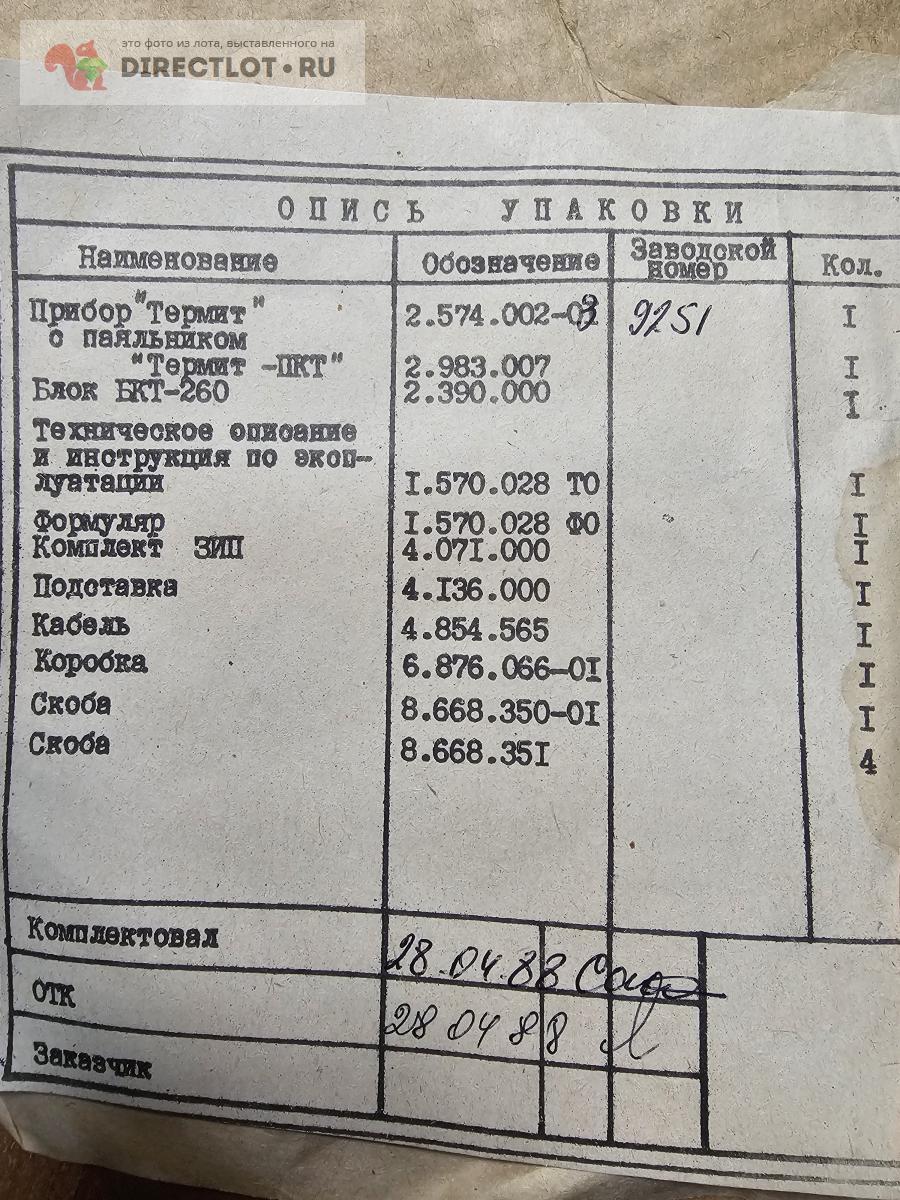 это фото из лота, выставленного на
DIRECTLOT.RU
ОПИСЬ УПАКОВКИ
Наименование Обозначение Заводской номер Кол.
Прибор "Термит" 2.574.002-03 9251 I
с паяльником
"Термит -ПКТ" 2.983.007 I
Блок БКТ-260 2.390.000 I
Техническое описание
и инструкция по эксп-
луатации I.570.028 ТО I
Формуляр I.570.028 ФО I
Комплект ЗИП 4.07I.000 I
Подставка 4.I36.000 I
Кабель 4.854.565 I
Коробка 6.876.066-0I I
Скоба 8.668.350-0I I
Скоба 8.668.35I 4
Комплектовал 28.04.88
ОТК 28 04 88
Заказчик